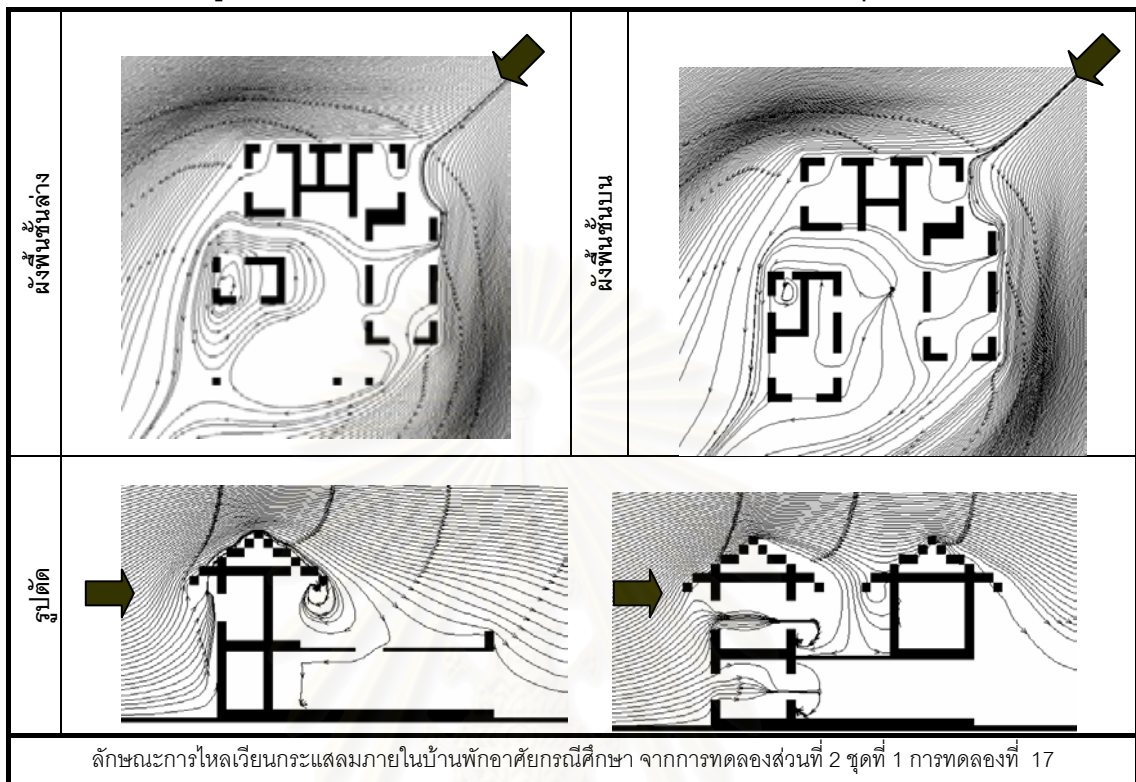 ผังพื้นชั้นล่าง
ผังพื้นชั้นบน
รูปตัด
ลักษณะการไหลเวียนกระแสลมภายในบ้านพักอาศัยกรณีศึกษา จากการทดลองส่วนที่ 2 ชุดที่ 1 การทดลองที่ 17